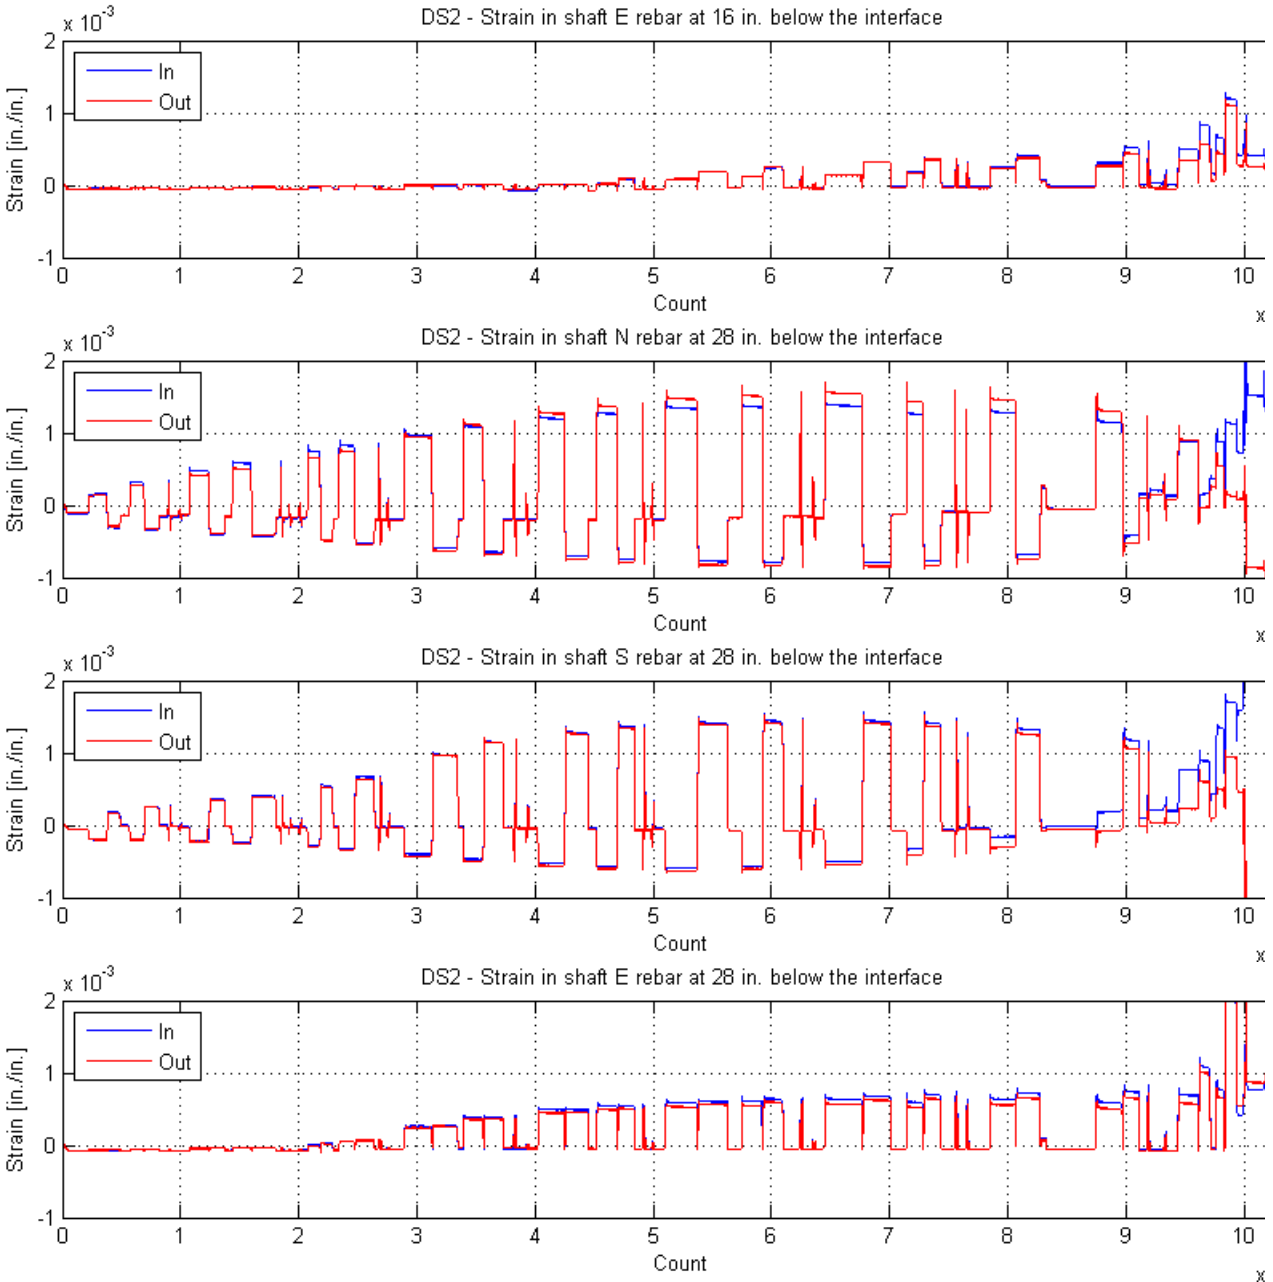 x 10^-3
DS2 - Strain in shaft E rebar at 16 in. below the interface
Strain [in./in.]
2
1
0
-1
In
Out
0 1 2 3 4 5 6 7 8 9 10
Count
x
x 10^-3
DS2 - Strain in shaft N rebar at 28 in. below the interface
Strain [in./in.]
2
1
0
-1
In
Out
0 1 2 3 4 5 6 7 8 9 10
Count
x
x 10^-3
DS2 - Strain in shaft S rebar at 28 in. below the interface
Strain [in./in.]
2
1
0
-1
In
Out
0 1 2 3 4 5 6 7 8 9 10
Count
x
x 10^-3
DS2 - Strain in shaft E rebar at 28 in. below the interface
Strain [in./in.]
2
1
0
-1
In
Out
0 1 2 3 4 5 6 7 8 9 10
Count
x